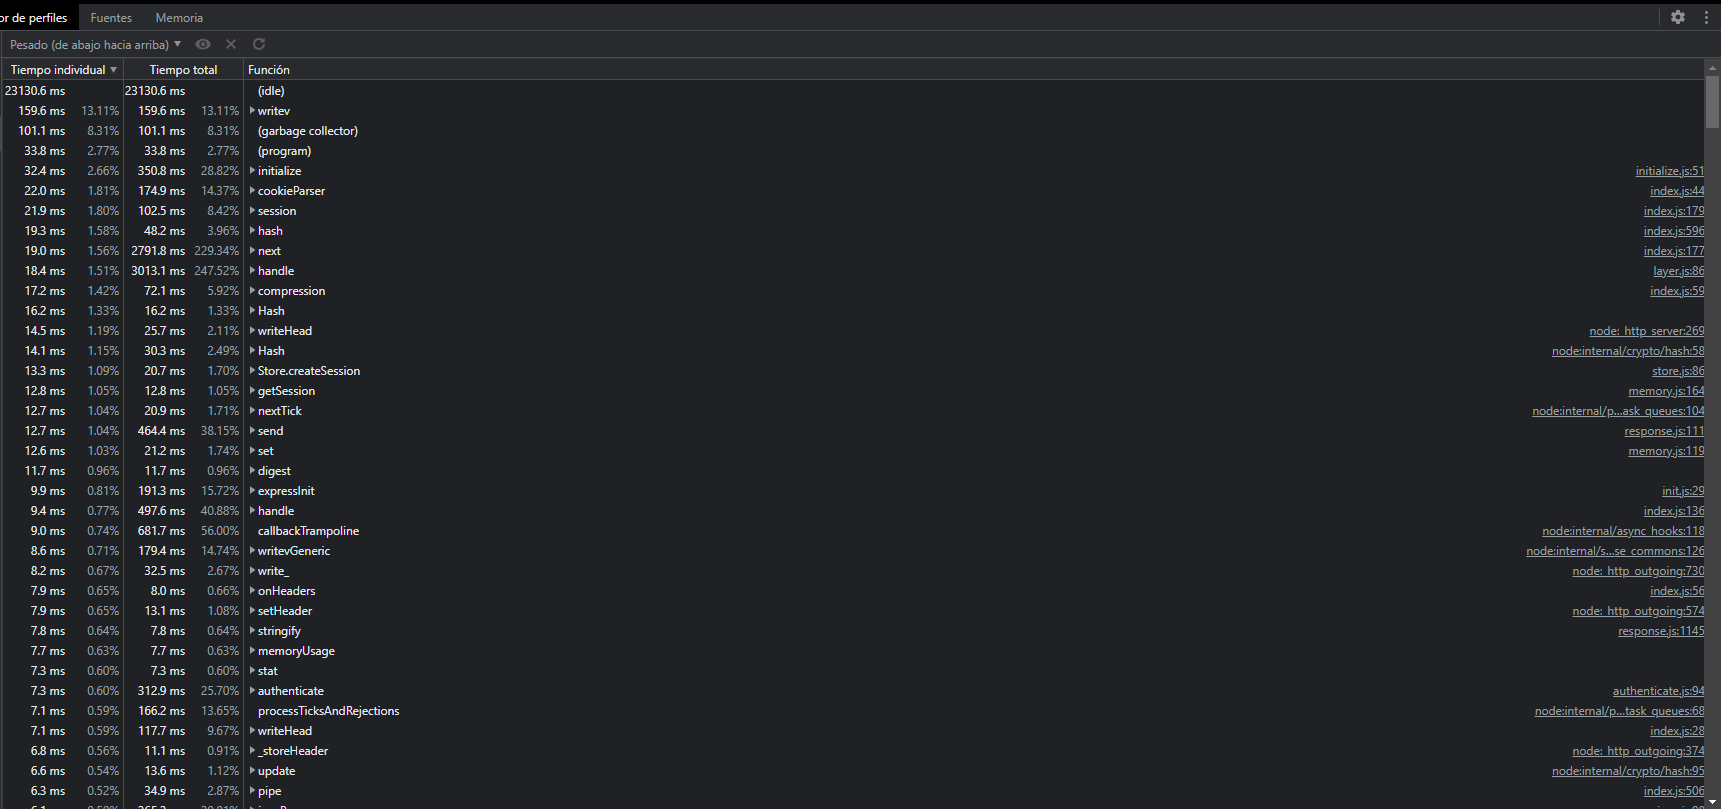 or de perfiles Fuentes Memoria
Pesado (de abajo hacia arriba)
Tiempo individual Tiempo total Función
23130.6 ms 23130.6 ms (idle)
159.6 ms 13.11% 159.6 ms 13.11% writev
101.1 ms 8.31% 101.1 ms 8.31% (garbage collector)
33.8 ms 2.77% 33.8 ms 2.77% (program)
32.4 ms 2.66% 350.8 ms 28.82% initialize initialize.js:51
22.0 ms 1.81% 174.9 ms 14.37% cookieParser index.js:44
21.9 ms 1.80% 102.5 ms 8.42% session index.js:179
19.3 ms 1.58% 48.2 ms 3.96% hash index.js:596
19.0 ms 1.56% 2791.8 ms 229.34% next index.js:177
18.4 ms 1.51% 3013.1 ms 247.52% handle layer.js:86
17.2 ms 1.42% 72.1 ms 5.92% compression index.js:59
16.2 ms 1.33% 16.2 ms 1.33% Hash
14.5 ms 1.19% 25.7 ms 2.11% writeHead node:_http_server:269
14.1 ms 1.15% 30.3 ms 2.49% Hash node:internal/crypto/hash:58
13.3 ms 1.09% 20.7 ms 1.70% Store.createSession store.js:86
12.8 ms 1.05% 12.8 ms 1.05% getSession memory.js:164
12.7 ms 1.04% 20.9 ms 1.71% nextTick node:internal/p...ask_queues:104
12.7 ms 1.04% 464.4 ms 38.15% send response.js:111
12.6 ms 1.03% 21.2 ms 1.74% set memory.js:119
11.7 ms 0.96% 11.7 ms 0.96% digest
9.9 ms 0.81% 191.3 ms 15.72% expressInit init.js:29
9.4 ms 0.77% 497.6 ms 40.88% handle index.js:136
9.0 ms 0.74% 681.7 ms 56.00% callbackTrampoline node:internal/async_hooks:118
8.6 ms 0.71% 179.4 ms 14.74% writevGeneric node:internal/s...se_commons:126
8.2 ms 0.67% 32.5 ms 2.67% write_ node:_http_outgoing:730
7.9 ms 0.65% 8.0 ms 0.66% onHeaders index.js:56
7.9 ms 0.65% 13.1 ms 1.08% setHeader node:_http_outgoing:574
7.8 ms 0.64% 7.8 ms 0.64% stringify response.js:1145
7.7 ms 0.63% 7.7 ms 0.63% memoryUsage
7.3 ms 0.60% 7.3 ms 0.60% stat
7.3 ms 0.60% 312.9 ms 25.70% authenticate authenticate.js:94
7.1 ms 0.59% 166.2 ms 13.65% processTicksAndRejections node:internal/p...task_queues:68
7.1 ms 0.59% 117.7 ms 9.67% writeHead index.js:28
6.8 ms 0.56% 11.1 ms 0.91% _storeHeader node:_http_outgoing:374
6.6 ms 0.54% 13.6 ms 1.12% update node:internal/crypto/hash:95
6.3 ms 0.52% 34.9 ms 2.87% pipe index.js:506